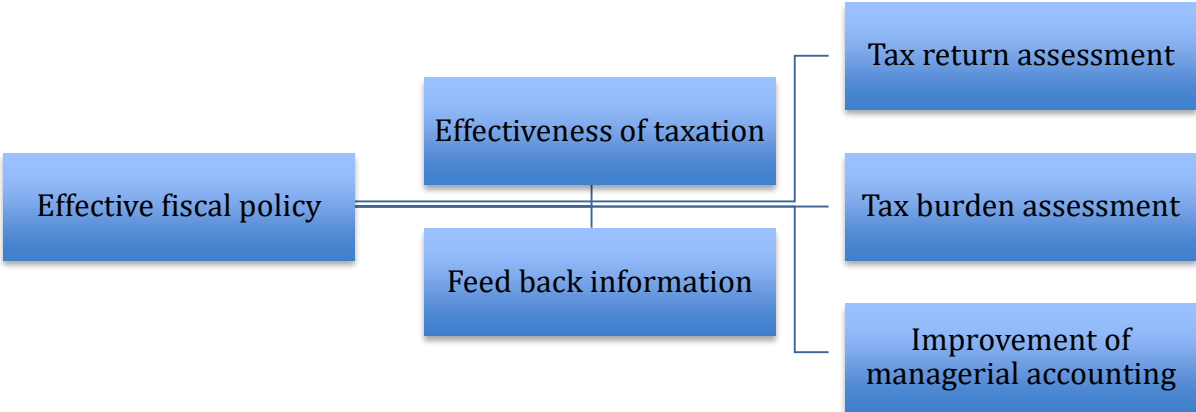 Effective fiscal policy
Effectiveness of taxation
Feed back information
Tax return assessment
Tax burden assessment
Improvement of
managerial accounting